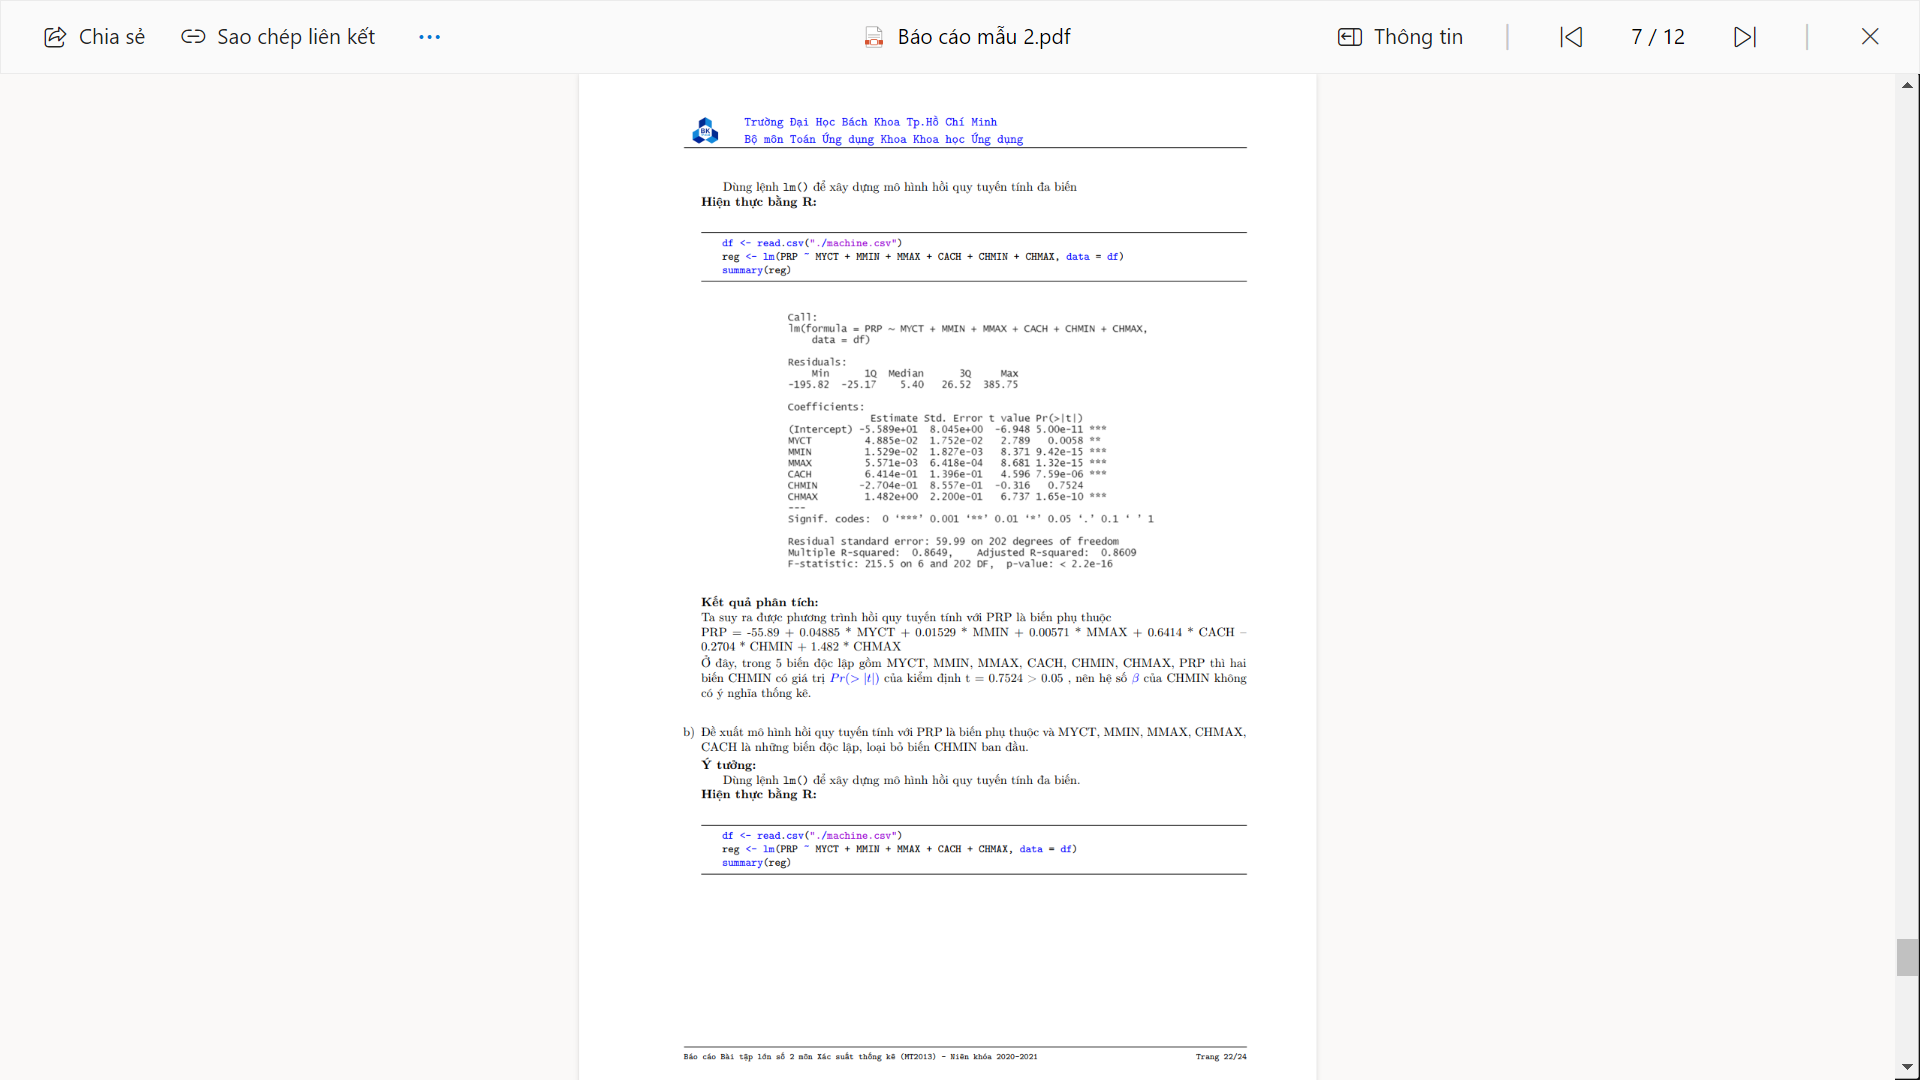 Chia sẻ Sao chép liên kết ... Báo cáo mẫu 2.pdf Thông tin 7 / 12
BK
Trường Đại Học Bách Khoa Tp.Hồ Chí Minh
Bộ môn Toán Ứng dụng Khoa Khoa học Ứng dụng
Dùng lệnh lm() để xây dựng mô hình hồi quy tuyến tính đa biến
Hiện thực bằng R:
df <- read.csv("./machine.csv")
reg <- lm(PRP ~ MYCT + MMIN + MMAX + CACH + CHMIN + CHMAX, data = df)
summary(reg)
Call:
lm(formula = PRP ~ MYCT + MMIN + MMAX + CACH + CHMIN + CHMAX,
data = df)
Residuals:
Min 1Q Median 3Q Max
-195.82 -25.17 5.40 26.52 385.75
Coefficients:
Estimate Std. Error t value Pr(>|t|)
(Intercept) -5.589e+01 8.045e+00 -6.948 5.00e-11 ***
MYCT 4.885e-02 1.752e-02 2.789 0.0058 **
MMIN 1.529e-02 1.827e-03 8.371 9.42e-15 ***
MMAX 5.571e-03 6.418e-04 8.681 1.32e-15 ***
CACH 6.414e-01 1.396e-01 4.596 7.59e-06 ***
CHMIN -2.704e-01 8.557e-01 -0.316 0.7524
CHMAX 1.482e+00 2.200e-01 6.737 1.65e-10 ***
---
Signif. codes: 0 ‘***’ 0.001 ‘**’ 0.01 ‘*’ 0.05 ‘.’ 0.1 ‘ ’ 1
Residual standard error: 59.99 on 202 degrees of freedom
Multiple R-squared: 0.8649, Adjusted R-squared: 0.8609
F-statistic: 215.5 on 6 and 202 DF, p-value: < 2.2e-16
Kết quả phân tích:
Ta suy ra được phương trình hồi quy tuyến tính với PRP là biến phụ thuộc
PRP = -55.89 + 0.04885 * MYCT + 0.01529 * MMIN + 0.00571 * MMAX + 0.6414 * CACH –
0.2704 * CHMIN + 1.482 * CHMAX
Ở đây, trong 5 biến độc lập gồm MYCT, MMIN, MMAX, CACH, CHMIN, CHMAX, PRP thì hai
biến CHMIN có giá trị Pr(> |t|) của kiểm định t = 0.7524 > 0.05 , nên hệ số β của CHMIN không
có ý nghĩa thống kê.
b) Đề xuất mô hình hồi quy tuyến tính với PRP là biến phụ thuộc và MYCT, MMIN, MMAX, CHMAX,
CACH là những biến độc lập, loại bỏ biến CHMIN ban đầu.
Ý tưởng:
Dùng lệnh lm() để xây dựng mô hình hồi quy tuyến tính đa biến.
Hiện thực bằng R:
df <- read.csv("./machine.csv")
reg <- lm(PRP ~ MYCT + MMIN + MMAX + CACH + CHMAX, data = df)
summary(reg)
Báo cáo Bài tập lớn số 2 môn Xác suất thống kê (MT2013) - Niên khóa 2020-2021 Trang 22/24